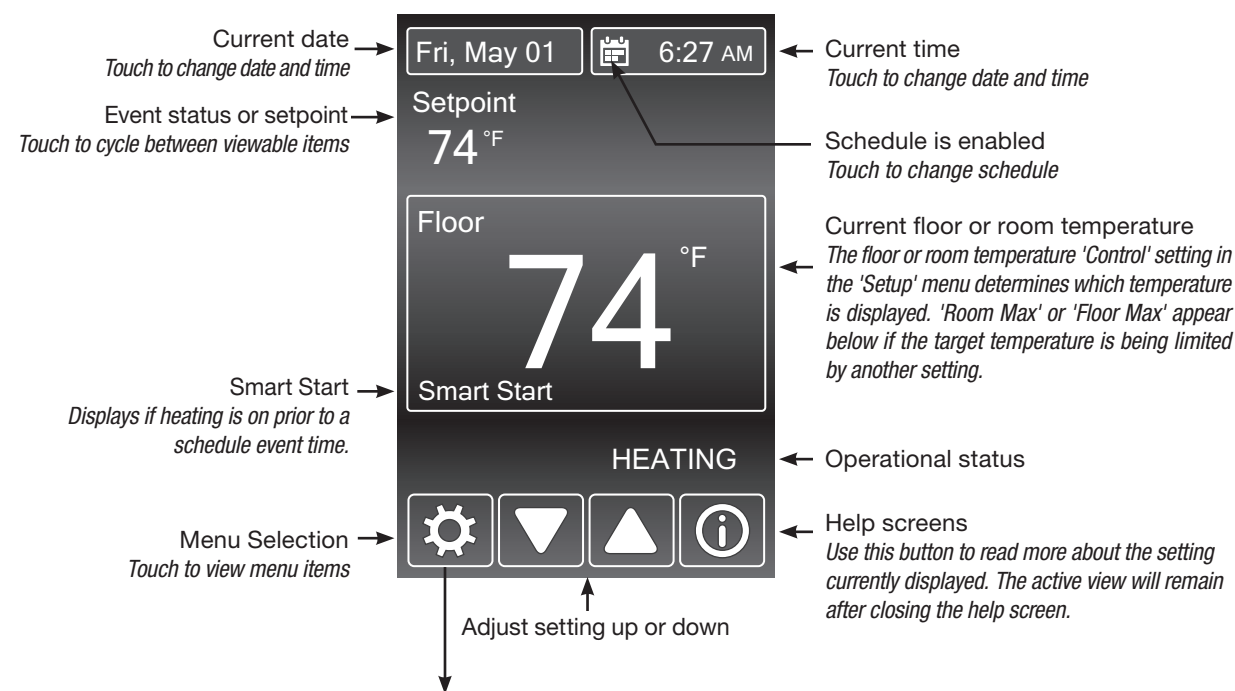 Current date
Touch to change date and time
Event status or setpoint
Touch to cycle between viewable items
Smart Start
Displays if heating is on prior to a
schedule event time.
Menu Selection
Touch to view menu items
Fri, May 01
6:27 AM
Setpoint
74 °F
Floor
74 °F
Smart Start
HEATING
Adjust setting up or down
Current time
Touch to change date and time
Schedule is enabled
Touch to change schedule
Current floor or room temperature
The floor or room temperature 'Control' setting in
the 'Setup' menu determines which temperature
is displayed. 'Room Max' or 'Floor Max' appear
below if the target temperature is being limited
by another setting.
Operational status
Help screens
Use this button to read more about the setting
currently displayed. The active view will remain
after closing the help screen.